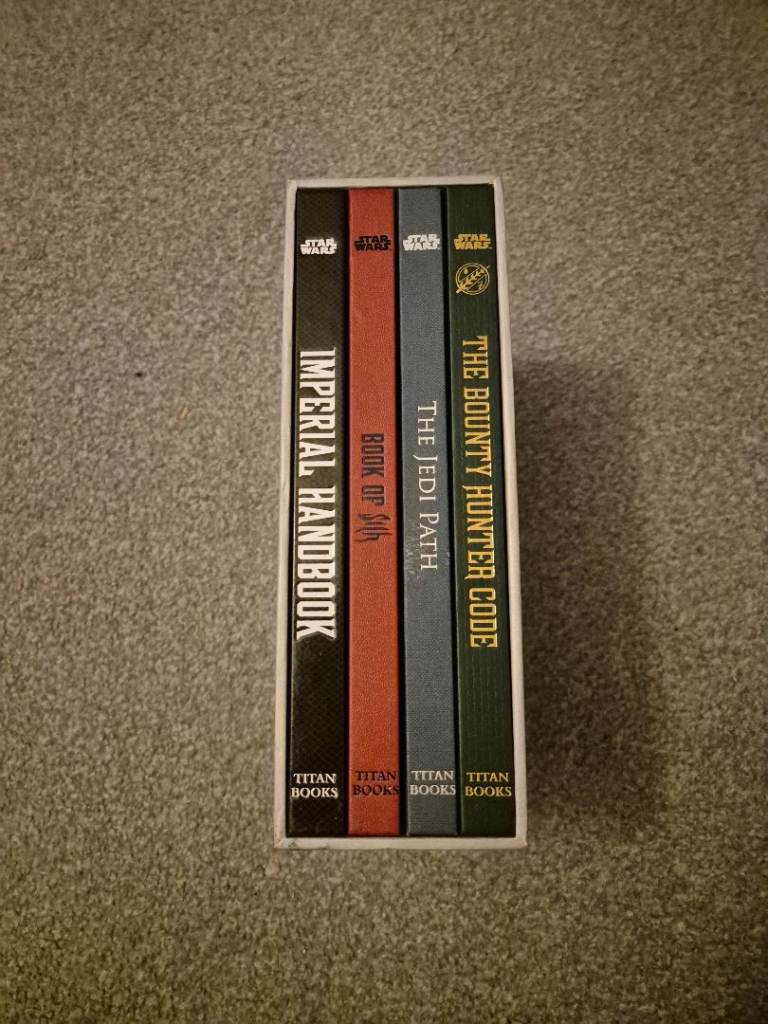 STAR
WARS
IMPERIAL HANDBOOK
TITAN
BOOKS
STAR
WARS
BOOK OF Sith
TITAN
BOOKS
STAR
WARS
THE JEDI PATH
TITAN
BOOKS
STAR
WARS
THE BOUNTY HUNTER CODE
TITAN
BOOKS